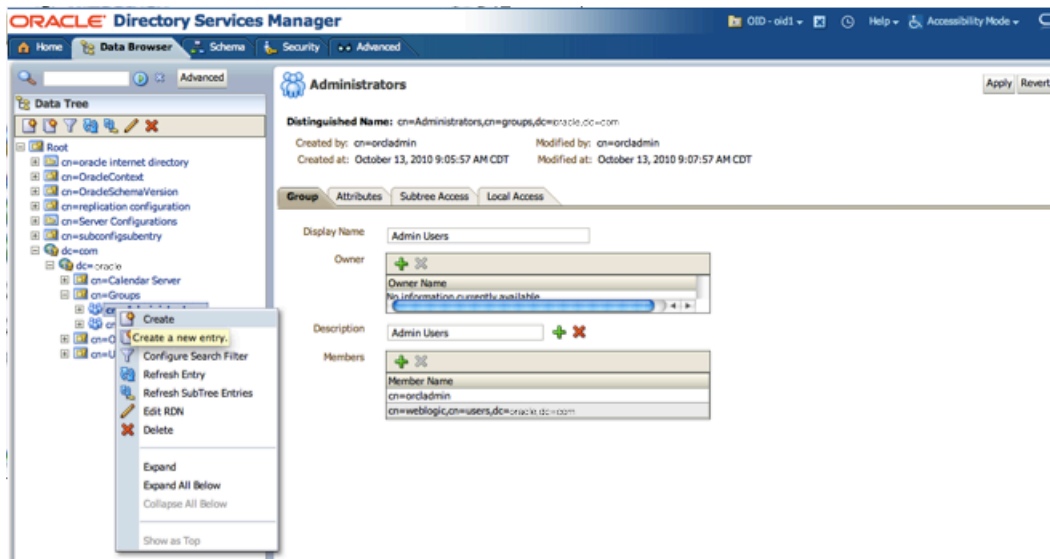 ORACLE Directory Services Manager
OID - oid1
Help
Accessibility Mode
Home
Data Browser
Schema
Security
Advanced
Advanced
Data Tree
Root
cn=oracle internet directory
cn=OracleContext
cn=OracleSchemaVersion
cn=replication configuration
cn=Server Configurations
cn=subconfigsubentry
dc=com
dc=oracle
cn=Calendar Server
cn=Groups
Create
Create a new entry.
Configure Search Filter
Refresh Entry
Refresh SubTree Entries
Edit RDN
Delete
Expand
Expand All Below
Collapse All Below
Show as Top
Administrators
Apply Revert
Distinguished Name: cn=Administrators,cn=groups,dc=oracle,dc=com
Created by: cn=orcladmin Modified by: cn=orcladmin
Created at: October 13, 2010 9:05:57 AM CDT Modified at: October 13, 2010 9:07:57 AM CDT
Group Attributes Subtree Access Local Access
Display Name Admin Users
Owner
Owner Name
No information currently available
Description Admin Users
Members
Member Name
cn=orcladmin
cn=weblogic,cn=users,dc=oracle,dc=com